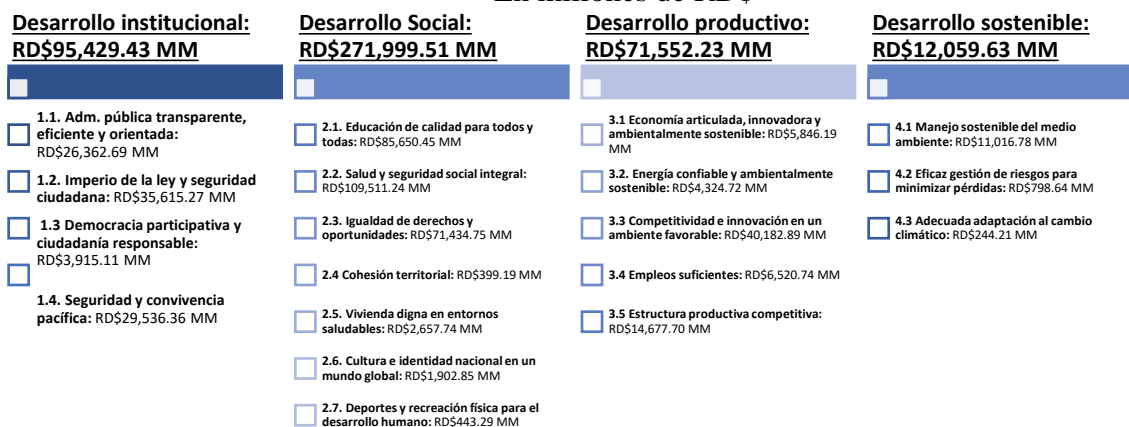 En millones de RD$
Desarrollo institucional:
RD$95,429.43 MM
1.1. Adm. pública transparente,
eficiente y orientada:
RD$26,362.69 MM
1.2. Imperio de la ley y seguridad
ciudadana: RD$35,615.27 MM
1.3 Democracia participativa y
ciudadanía responsable:
RD$3,915.11 MM
1.4. Seguridad y convivencia
pacífica: RD$29,536.36 MM
Desarrollo Social:
RD$271,999.51 MM
2.1. Educación de calidad para todos y
todas: RD$85,650.45 MM
2.2. Salud y seguridad social integral:
RD$109,511.24 MM
2.3. Igualdad de derechos y
oportunidades: RD$71,434.75 MM
2.4 Cohesión territorial: RD$399.19 MM
2.5. Vivienda digna en entornos
saludables: RD$2,657.74 MM
2.6. Cultura e identidad nacional en un
mundo global: RD$1,902.85 MM
2.7. Deportes y recreación física para el
desarrollo humano: RD$443.29 MM
Desarrollo productivo:
RD$71,552.23 MM
3.1 Economía articulada, innovadora y
ambientalmente sostenible: RD$5,846.19
MM
3.2. Energía confiable y ambientalmente
sostenible: RD$4,324.72 MM
3.3 Competitividad e innovación en un
ambiente favorable: RD$40,182.89 MM
3.4 Empleos suficientes: RD$6,520.74 MM
3.5 Estructura productiva competitiva:
RD$14,677.70 MM
Desarrollo sostenible:
RD$12,059.63 MM
4.1 Manejo sostenible del medio
ambiente: RD$11,016.78 MM
4.2 Eficaz gestión de riesgos para
minimizar pérdidas: RD$798.64 MM
4.3 Adecuada adaptación al cambio
climático: RD$244.21 MM